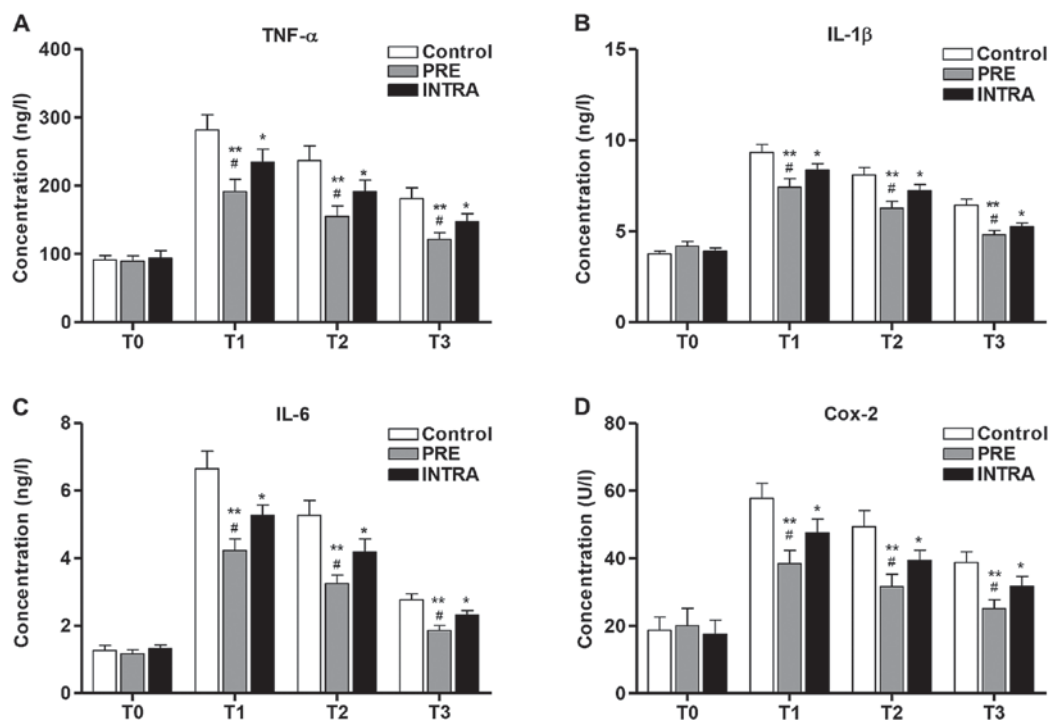 A
TNF-α
Concentration (ng/l)
400
300
200
100
0
Control
PRE
INTRA
** # *
** # *
** # *
T0 T1 T2 T3
B
IL-1β
Concentration (ng/l)
15
10
5
0
Control
PRE
INTRA
** # *
** # *
** # *
T0 T1 T2 T3
C
IL-6
Concentration (ng/l)
8
6
4
2
0
Control
PRE
INTRA
** # *
** # *
** # *
T0 T1 T2 T3
D
Cox-2
Concentration (U/l)
80
60
40
20
0
Control
PRE
INTRA
** # *
** # *
** # *
T0 T1 T2 T3